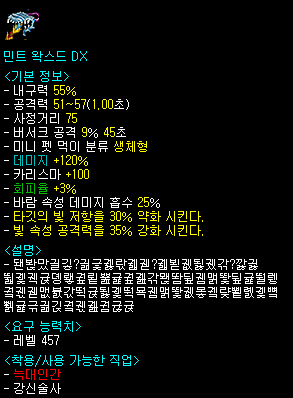 민트 왁스드 DX
<기본 정보>
- 내구력 55%
- 공격력 51~57(1,00초)
- 사정거리 75
- 버서크 공격 9% 45초
- 미니 펫 먹이 분류 생체형
- 데미지 +120%
- 카리스마 +100
- 회피율 +3%
- 바람 속성 데미지 흡수 25%
- 타깃의 빛 저항을 30% 약화 시킨다.
- 빛 속성 공격력을 35% 강화 시킨다.
<설명>
<요구 능력치>
- 레벨 457
<착용/사용 가능한 직업>
- 늑대인간
- 강신술사